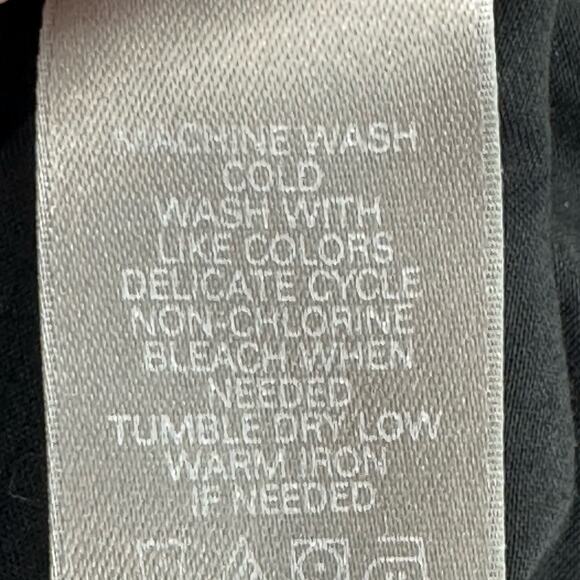 MACHINE WASH
COLD
WASH WITH
LIKE COLORS
DELICATE CYCLE
NON-CHLORINE
BLEACH WHEN
NEEDED
TUMBLE DRY LOW
WARM IRON
IF NEEDED